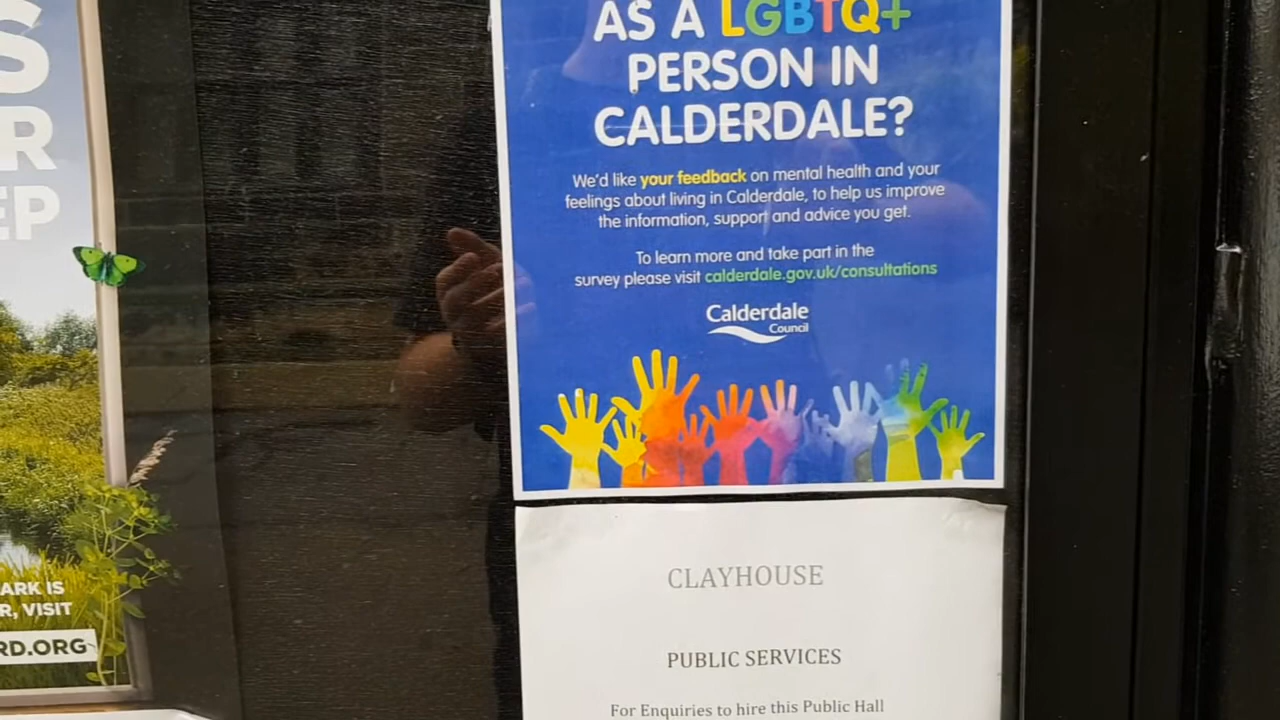 S
R
EP
ARK IS
R, VISIT
RD.ORG
AS A LGBTQ+
PERSON IN
CALDERDALE?
We'd like your feedback on mental health and your
feelings about living in Calderdale, to help us improve
the information, support and advice you get.
To learn more and take part in the
survey please visit calderdale.gov.uk/consultations
Calderdale
Council
CLAYHOUSE
PUBLIC SERVICES
For Enquiries to hire this Public Hall